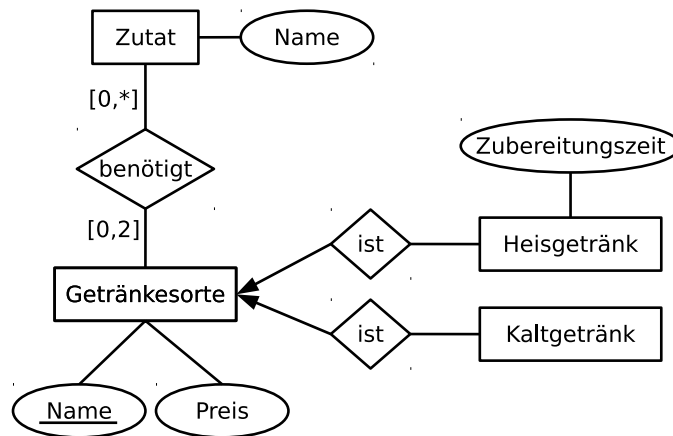 Zutat
Name
[0,*]
benötigt
Zubereitungszeit
[0,2]
ist
Heisgetränk
Getränkesorte
ist
Kaltgetränk
Name
Preis